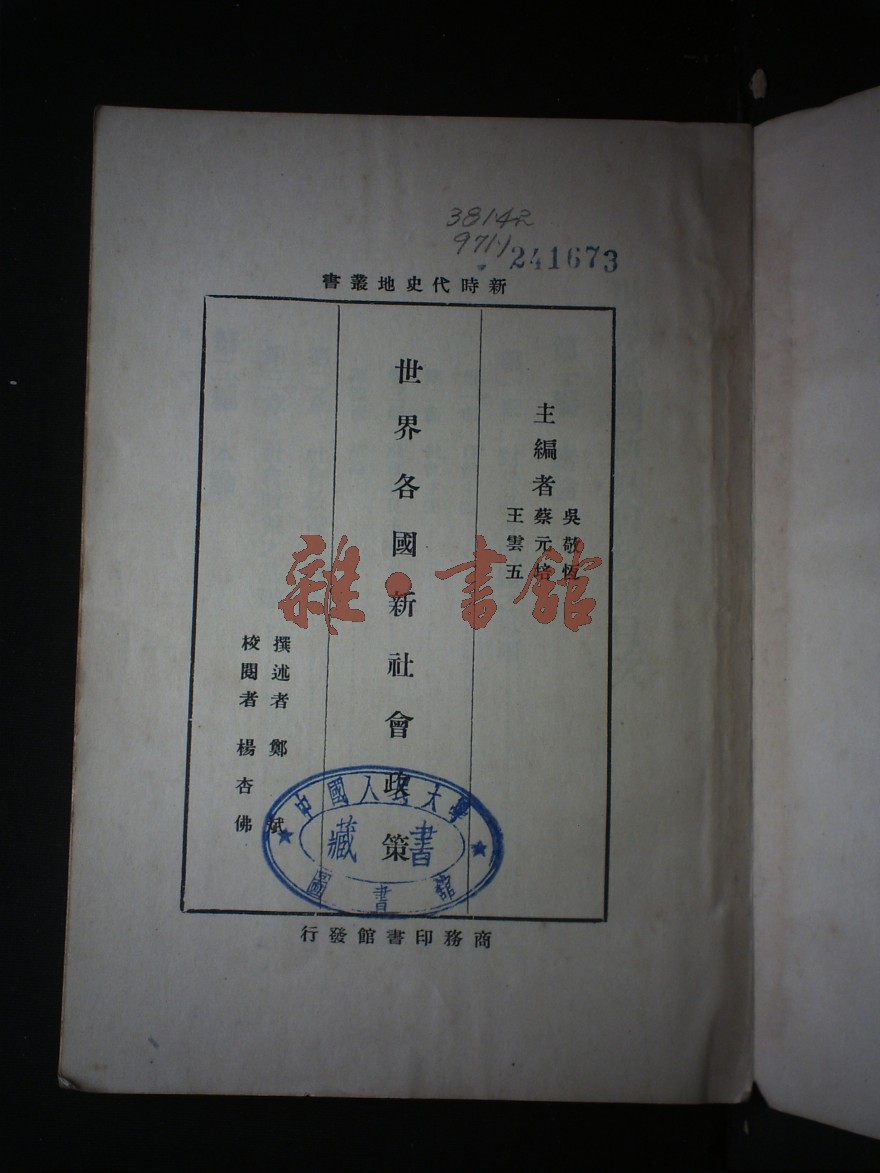 38142
971·1
241673
新時代史地叢書
主編者
吳敬恆
蔡元培
王雲五
世界各國新社會政策
撰述者 鄭斌
校閱者 楊杏佛
商務印書館發行
中國人民大學
藏書
圖書館
雜·書館